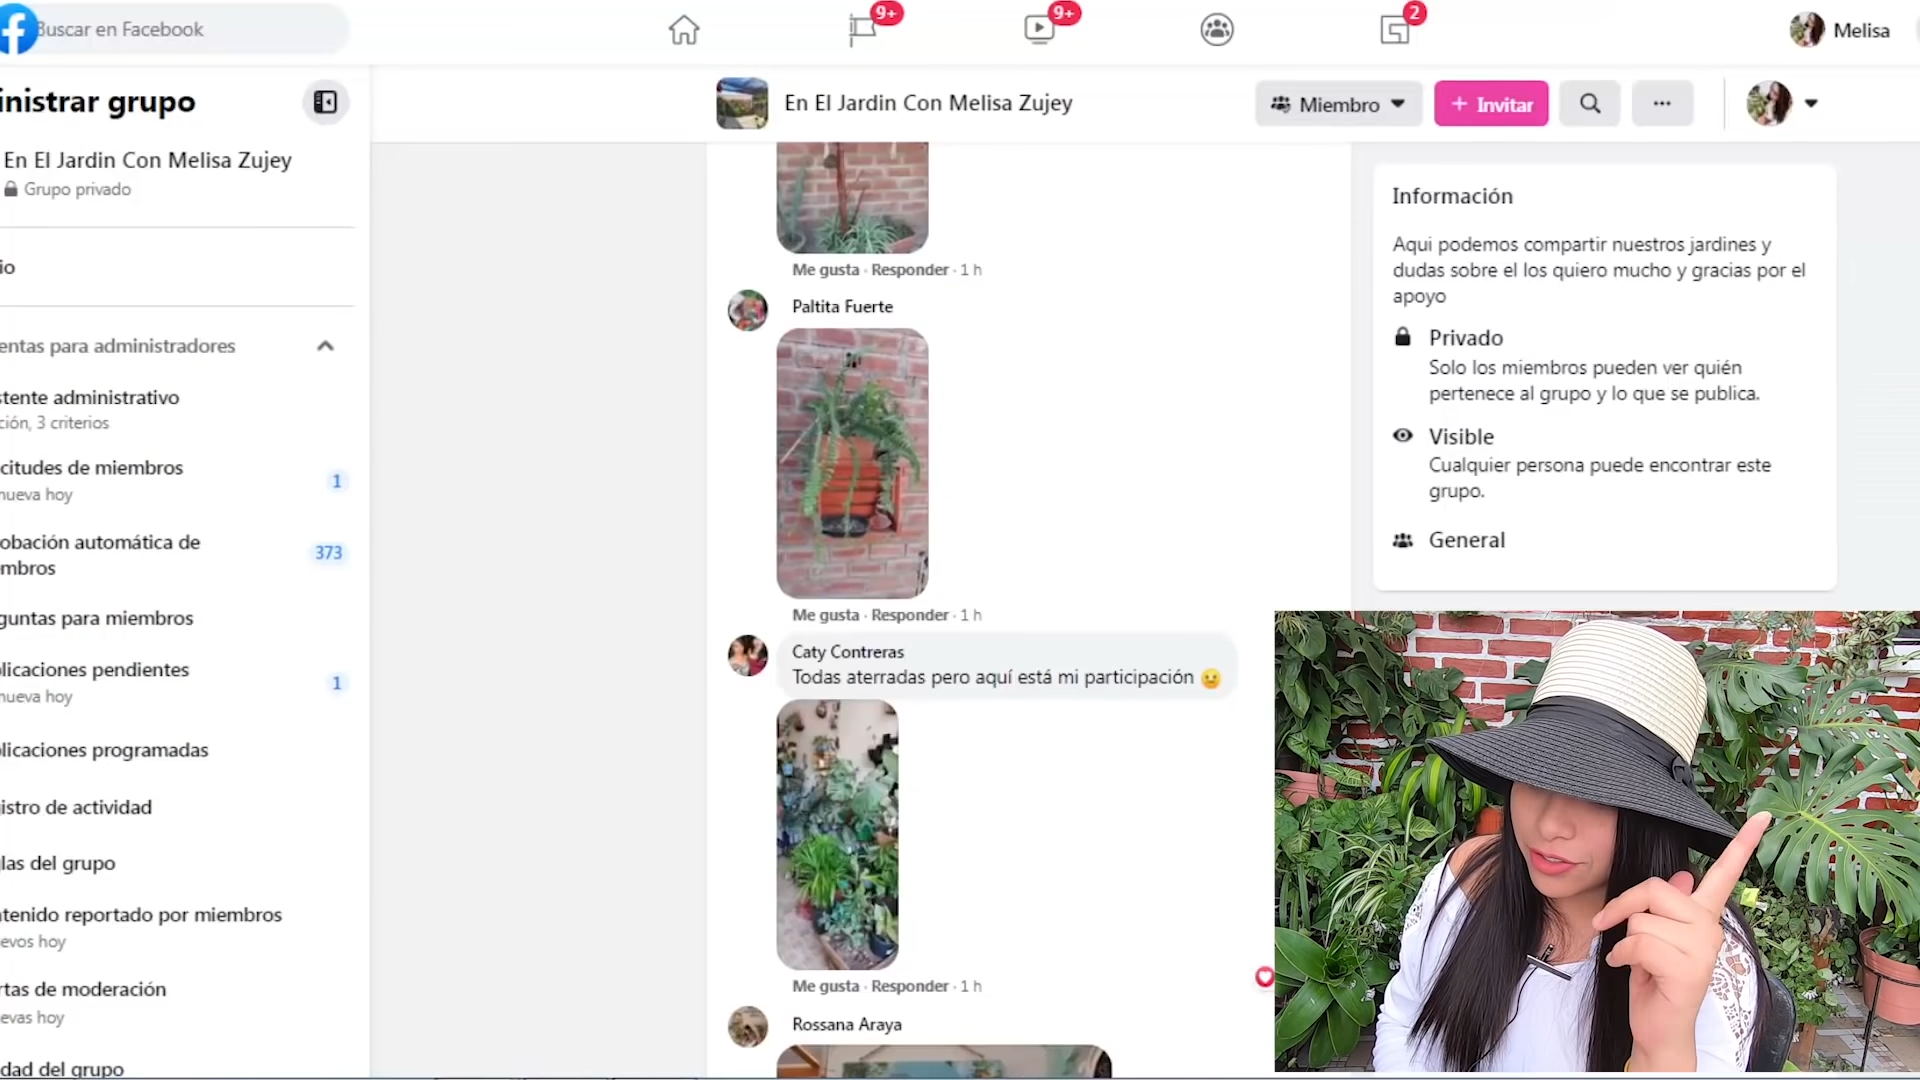 Buscar en Facebook
9+
9+
2
Melisa
inistrar grupo
En El Jardin Con Melisa Zujey
Miembro
+ Invitar
...
En El Jardin Con Melisa Zujey
Grupo privado
io
entas para administradores
stente administrativo
ción, 3 criterios
citudes de miembros
nueva hoy
1
obación automática de
mbros
373
guntas para miembros
licaciones pendientes
nueva hoy
1
licaciones programadas
istro de actividad
las del grupo
tenido reportado por miembros
evos hoy
rtas de moderación
evas hoy
dad del grupo
Me gusta · Responder · 1 h
Paltita Fuerte
Me gusta · Responder · 1 h
Caty Contreras
Todas aterradas pero aquí está mi participación 😉
Me gusta · Responder · 1 h
Rossana Araya
Información
Aqui podemos compartir nuestros jardines y
dudas sobre el los quiero mucho y gracias por el
apoyo
Privado
Solo los miembros pueden ver quién
pertenece al grupo y lo que se publica.
Visible
Cualquier persona puede encontrar este
grupo.
General